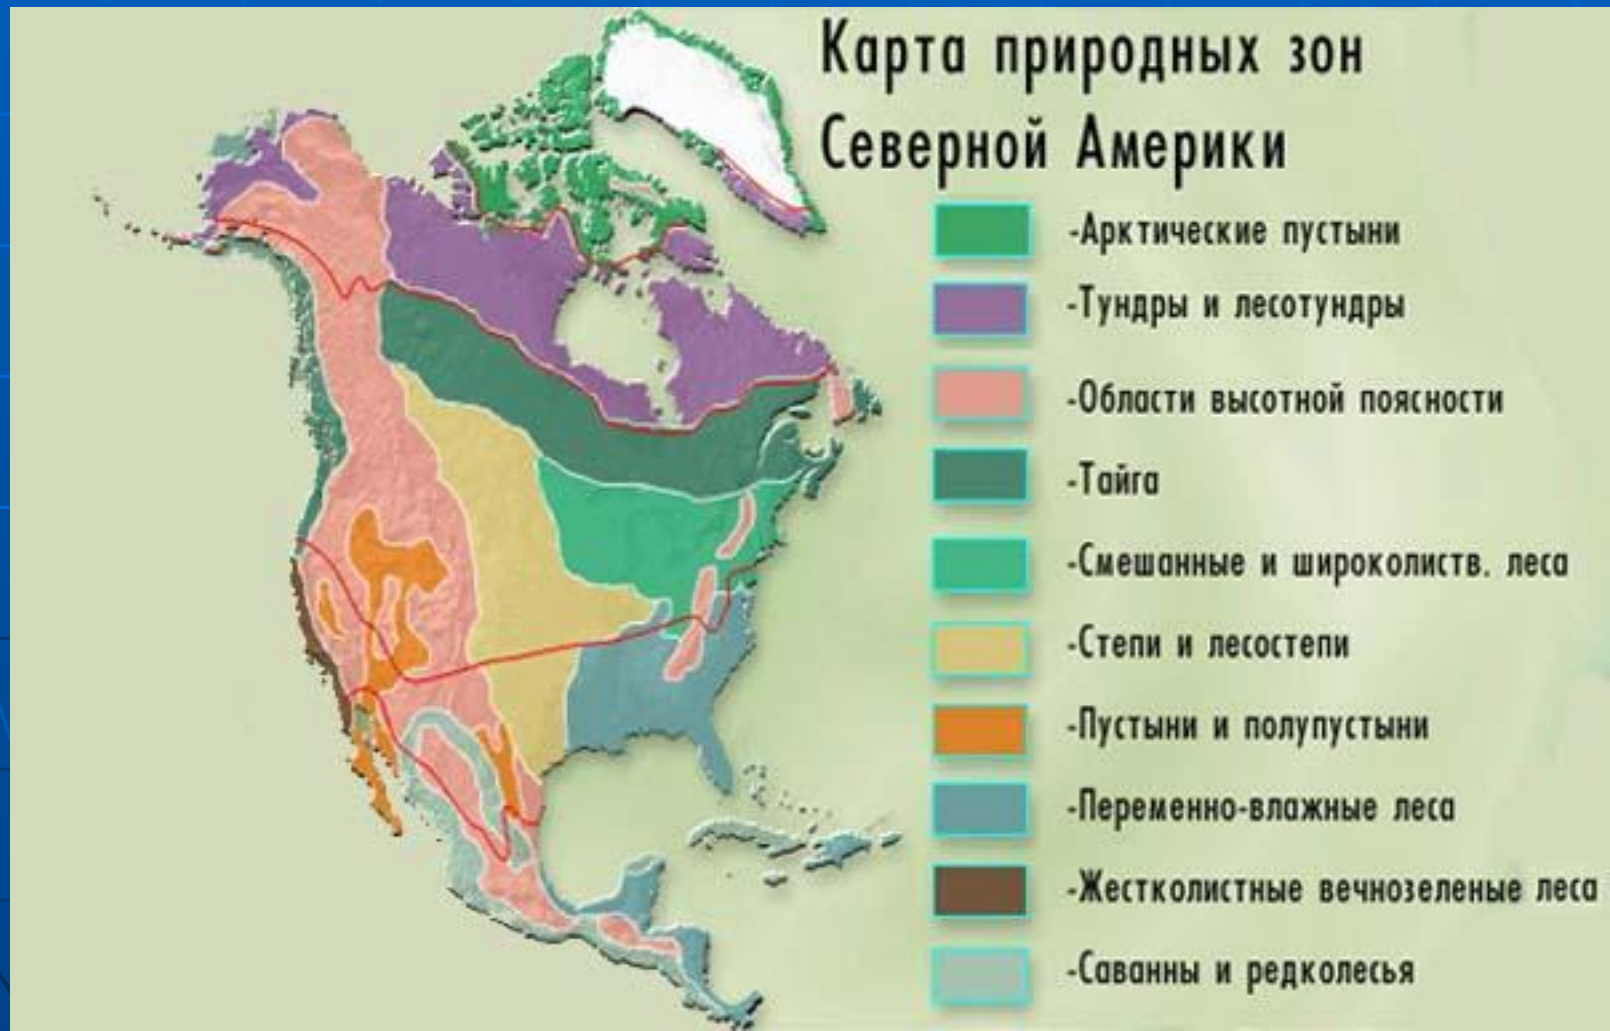 Карта природных зон
Северной Америки
-Арктические пустыни
-Тундры и лесотундры
-Области высотной поясности
-Тайга
-Смешанные и широколиств. леса
-Степи и лесостепи
-Пустыни и полупустыни
-Переменно-влажные леса
-Жестколистные вечнозеленые леса
-Саванны и редколесья